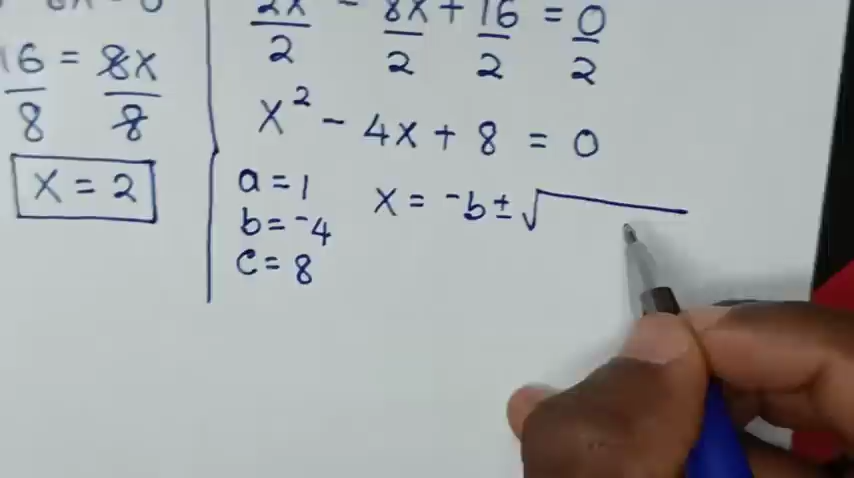 16/8 = 8x/8
x = 2
2x/2 - 8x/2 + 16/2 = 0/2
x² - 4x + 8 = 0
a = 1
b = -4
c = 8
x = -b ± √